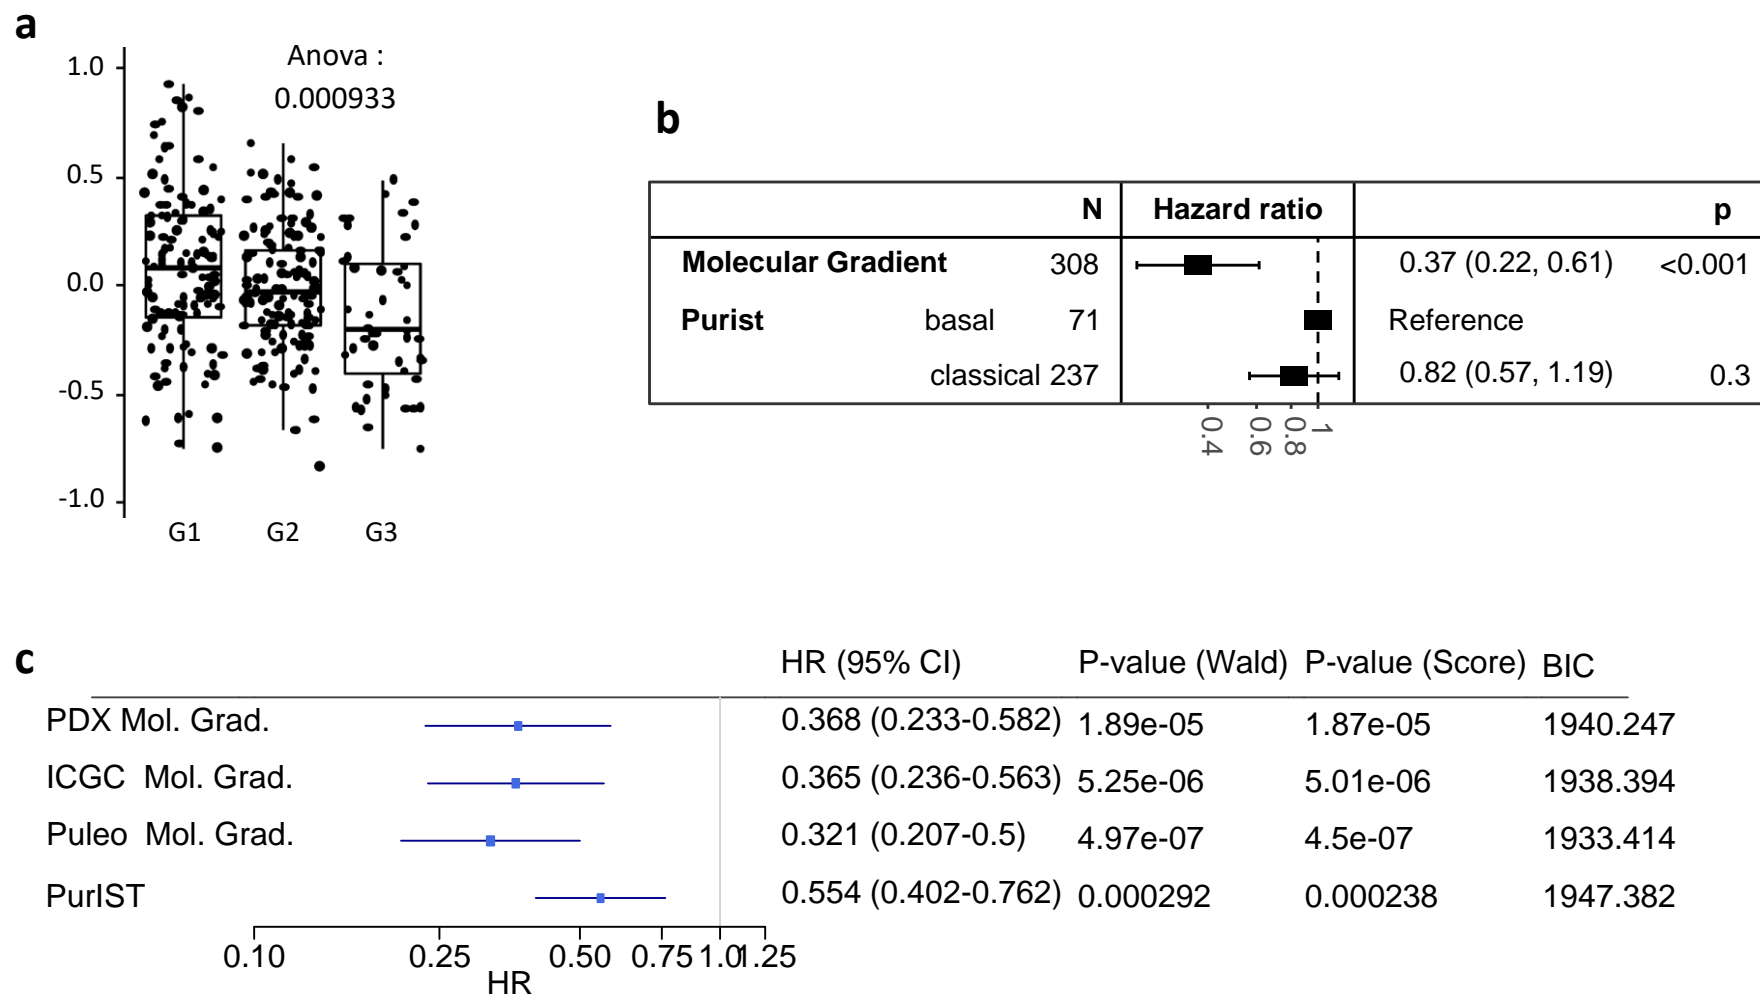 a
Anova :
0.000933
1.0
0.5
0.0
-0.5
-1.0
G1 G2 G3
b
N Hazard ratio p
Molecular Gradient 308 0.37 (0.22, 0.61) <0.001
Purist basal 71 Reference
classical 237 0.82 (0.57, 1.19) 0.3
0.4 0.6 0.8 1
c
HR (95% CI) P-value (Wald) P-value (Score) BIC
PDX Mol. Grad. 0.368 (0.233-0.582) 1.89e-05 1.87e-05 1940.247
ICGC Mol. Grad. 0.365 (0.236-0.563) 5.25e-06 5.01e-06 1938.394
Puleo Mol. Grad. 0.321 (0.207-0.5) 4.97e-07 4.5e-07 1933.414
PurIST 0.554 (0.402-0.762) 0.000292 0.000238 1947.382
0.10 0.25 0.50 0.75 1.0 1.25
HR